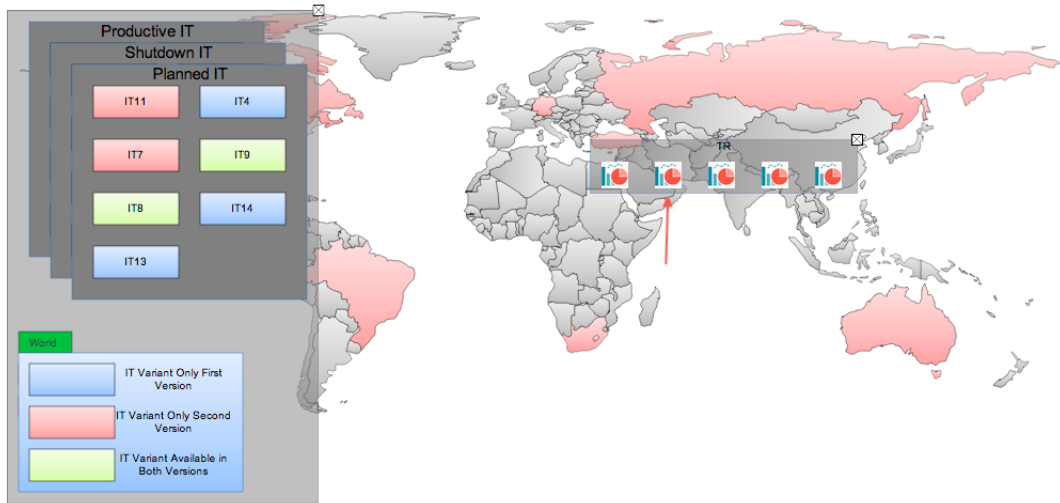 Productive IT
Shutdown IT
Planned IT
IT11
IT4
IT7
IT9
IT8
IT14
IT13
TR
World
IT Variant Only First
Version
IT Variant Only Second
Version
IT Variant Available in
Both Versions